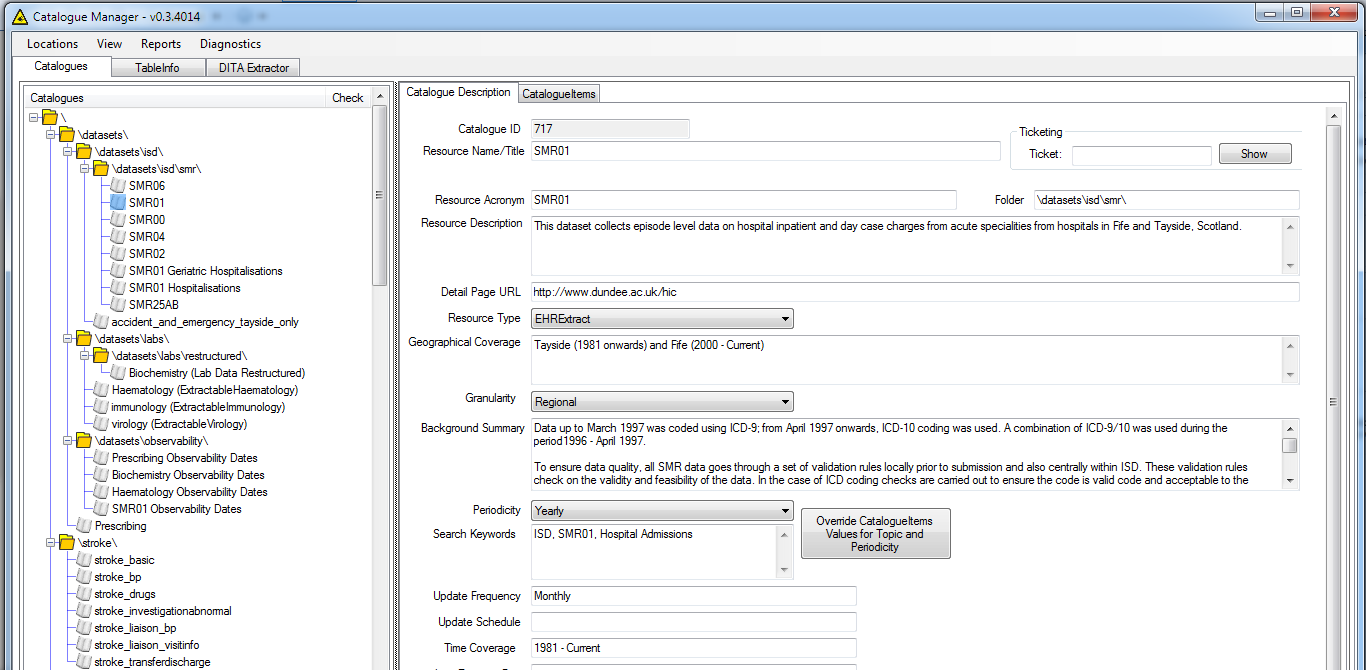 Catalogue Manager - v0.3.4014
Locations View Reports Diagnostics
Catalogues TableInfo DITA Extractor
Catalogues Check
\
\datasets\
\datasets\isd\
\datasets\isd\smr\
SMR06
SMR01
SMR00
SMR04
SMR02
SMR01 Geriatric Hospitalisations
SMR01 Hospitalisations
SMR25AB
accident_and_emergency_tayside_only
\datasets\labs\
\datasets\labs\restructured\
Biochemistry (Lab Data Restructured)
Haematology (ExtractableHaematology)
immunology (ExtractableImmunology)
virology (ExtractableVirology)
\datasets\observability\
Prescribing Observability Dates
Biochemistry Observability Dates
Haematology Observability Dates
SMR01 Observability Dates
Prescribing
\stroke\
stroke_basic
stroke_bp
stroke_drugs
stroke_investigationabnormal
stroke_liaison_bp
stroke_liaison_visitinfo
stroke_transferdischarge
Catalogue Description CatalogueItems
Catalogue ID 717
Resource Name/Title SMR01
Ticketing
Ticket: Show
Resource Acronym SMR01 Folder \datasets\isd\smr\
Resource Description This dataset collects episode level data on hospital inpatient and day case charges from acute specialities from hospitals in Fife and Tayside, Scotland.
Detail Page URL http://www.dundee.ac.uk/hic
Resource Type EHRExtract
Geographical Coverage Tayside (1981 onwards) and Fife (2000 - Current)
Granularity Regional
Background Summary Data up to March 1997 was coded using ICD-9; from April 1997 onwards, ICD-10 coding was used. A combination of ICD-9/10 was used during the
period1996 - April 1997.
To ensure data quality, all SMR data goes through a set of validation rules locally prior to submission and also centrally within ISD. These validation rules
check on the validity and feasibility of the data. In the case of ICD coding checks are carried out to ensure the code is valid code and acceptable to the
Periodicity Yearly
Override CatalogueItems
Values for Topic and
Periodicity
Search Keywords ISD, SMR01, Hospital Admissions
Update Frequency Monthly
Update Schedule
Time Coverage 1981 - Current